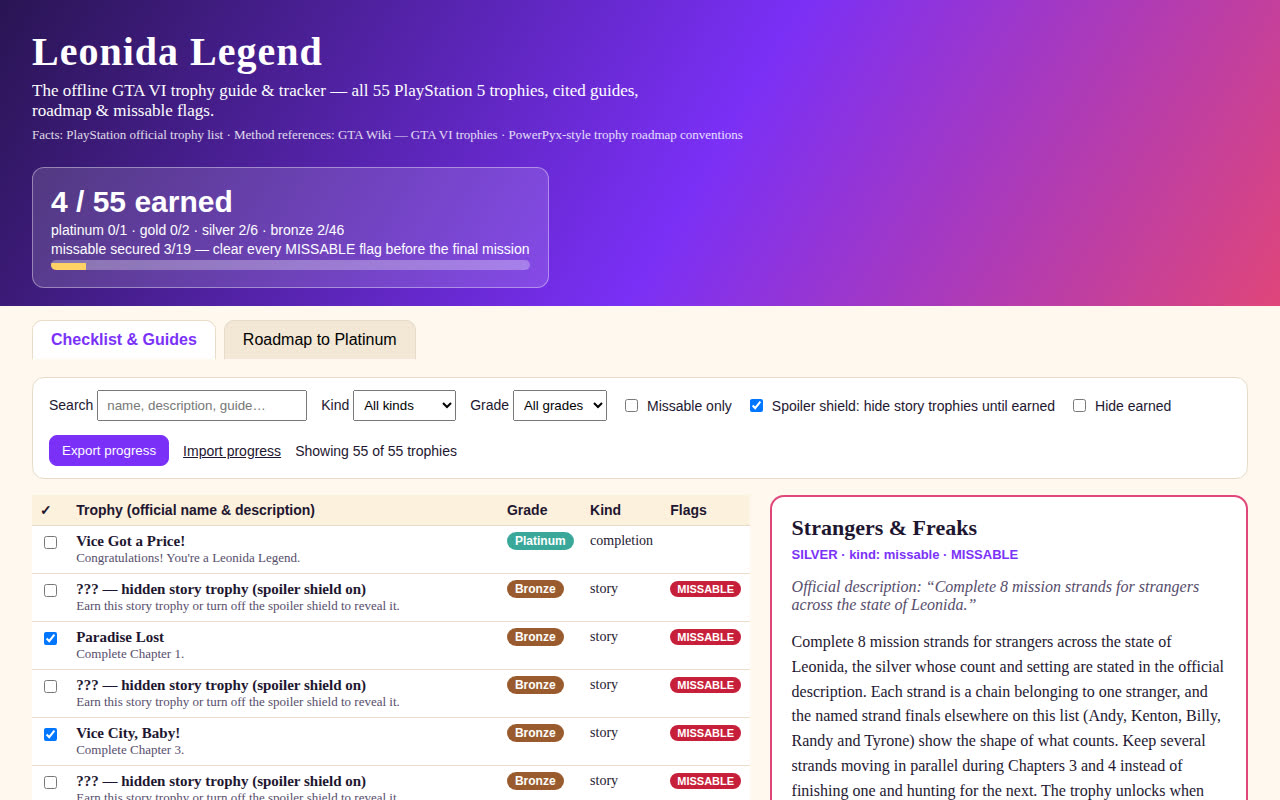 Leonida Legend
The offline GTA VI trophy guide & tracker — all 55 PlayStation 5 trophies, cited guides,
roadmap & missable flags.
Facts: PlayStation official trophy list · Method references: GTA Wiki — GTA VI trophies · PowerPyx-style trophy roadmap conventions
4 / 55 earned
platinum 0/1 · gold 0/2 · silver 2/6 · bronze 2/46
missable secured 3/19 — clear every MISSABLE flag before the final mission
Checklist & Guides
Roadmap to Platinum
Search name, description, guide… Kind All kinds Grade All grades Missable only Spoiler shield: hide story trophies until earned Hide earned
Export progress Import progress Showing 55 of 55 trophies
✓ Trophy (official name & description) Grade Kind Flags
Vice Got a Price! Platinum completion
Congratulations! You're a Leonida Legend.
??? — hidden story trophy (spoiler shield on) Bronze story MISSABLE
Earn this story trophy or turn off the spoiler shield to reveal it.
Paradise Lost Bronze story MISSABLE
Complete Chapter 1.
??? — hidden story trophy (spoiler shield on) Bronze story MISSABLE
Earn this story trophy or turn off the spoiler shield to reveal it.
Vice City, Baby! Bronze story MISSABLE
Complete Chapter 3.
??? — hidden story trophy (spoiler shield on) Bronze story MISSABLE
Earn this story trophy or turn off the spoiler shield to reveal it.
Strangers & Freaks
SILVER · kind: missable · MISSABLE
Official description: “Complete 8 mission strands for strangers
across the state of Leonida.”
Complete 8 mission strands for strangers across the state of
Leonida, the silver whose count and setting are stated in the official
description. Each strand is a chain belonging to one stranger, and
the named strand finals elsewhere on this list (Andy, Kenton, Billy,
Randy and Tyrone) show the shape of what counts. Keep several
strands moving in parallel during Chapters 3 and 4 instead of
finishing one and hunting for the next. The trophy unlocks when